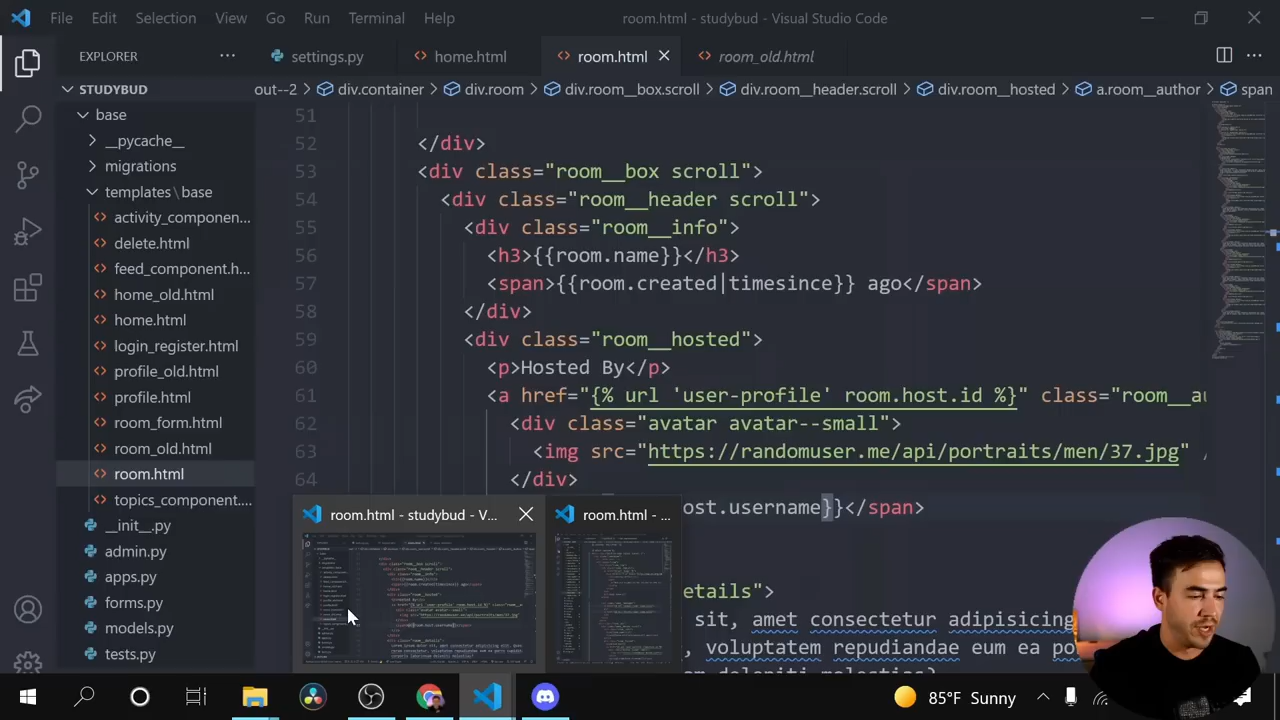 File Edit Selection View Go Run Terminal Help room.html - studybud - Visual Studio Code
EXPLORER
settings.py home.html room.html room_old.html
STUDYBUD
out--2 > div.container > div.room > div.room__box.scroll > div.room__header.scroll > div.room__hosted > a.room__author > span
base
__pycache__
migrations
templates\base
activity_componen...
delete.html
feed_component.h...
home_old.html
home.html
login_register.html
profile_old.html
profile.html
room_form.html
room_old.html
room.html
topics_component....
__init__.py
admin.py
apps.py
forms.py
models.py
tests.py
51
52 </div>
53 <div class="room__box scroll">
54 <div class="room__header scroll">
55 <div class="room__info">
56 <h3>{{room.name}}</h3>
57 <span>{{room.created|timesince}} ago</span>
58 </div>
59 <div class="room__hosted">
60 <p>Hosted By</p>
61 <a href="{% url 'user-profile' room.host.id %}" class="room__au
62 <div class="avatar avatar--small">
63 <img src="https://randomuser.me/api/portraits/men/37.jpg" /
64 </div>
ost.username}}</span>
etails">
sit, amet consectetur adipisicing
, voluptatem repudiandae eum ea p
m deleniti molestias}
room.html - studybud - V...
room.html - ...
85°F Sunny